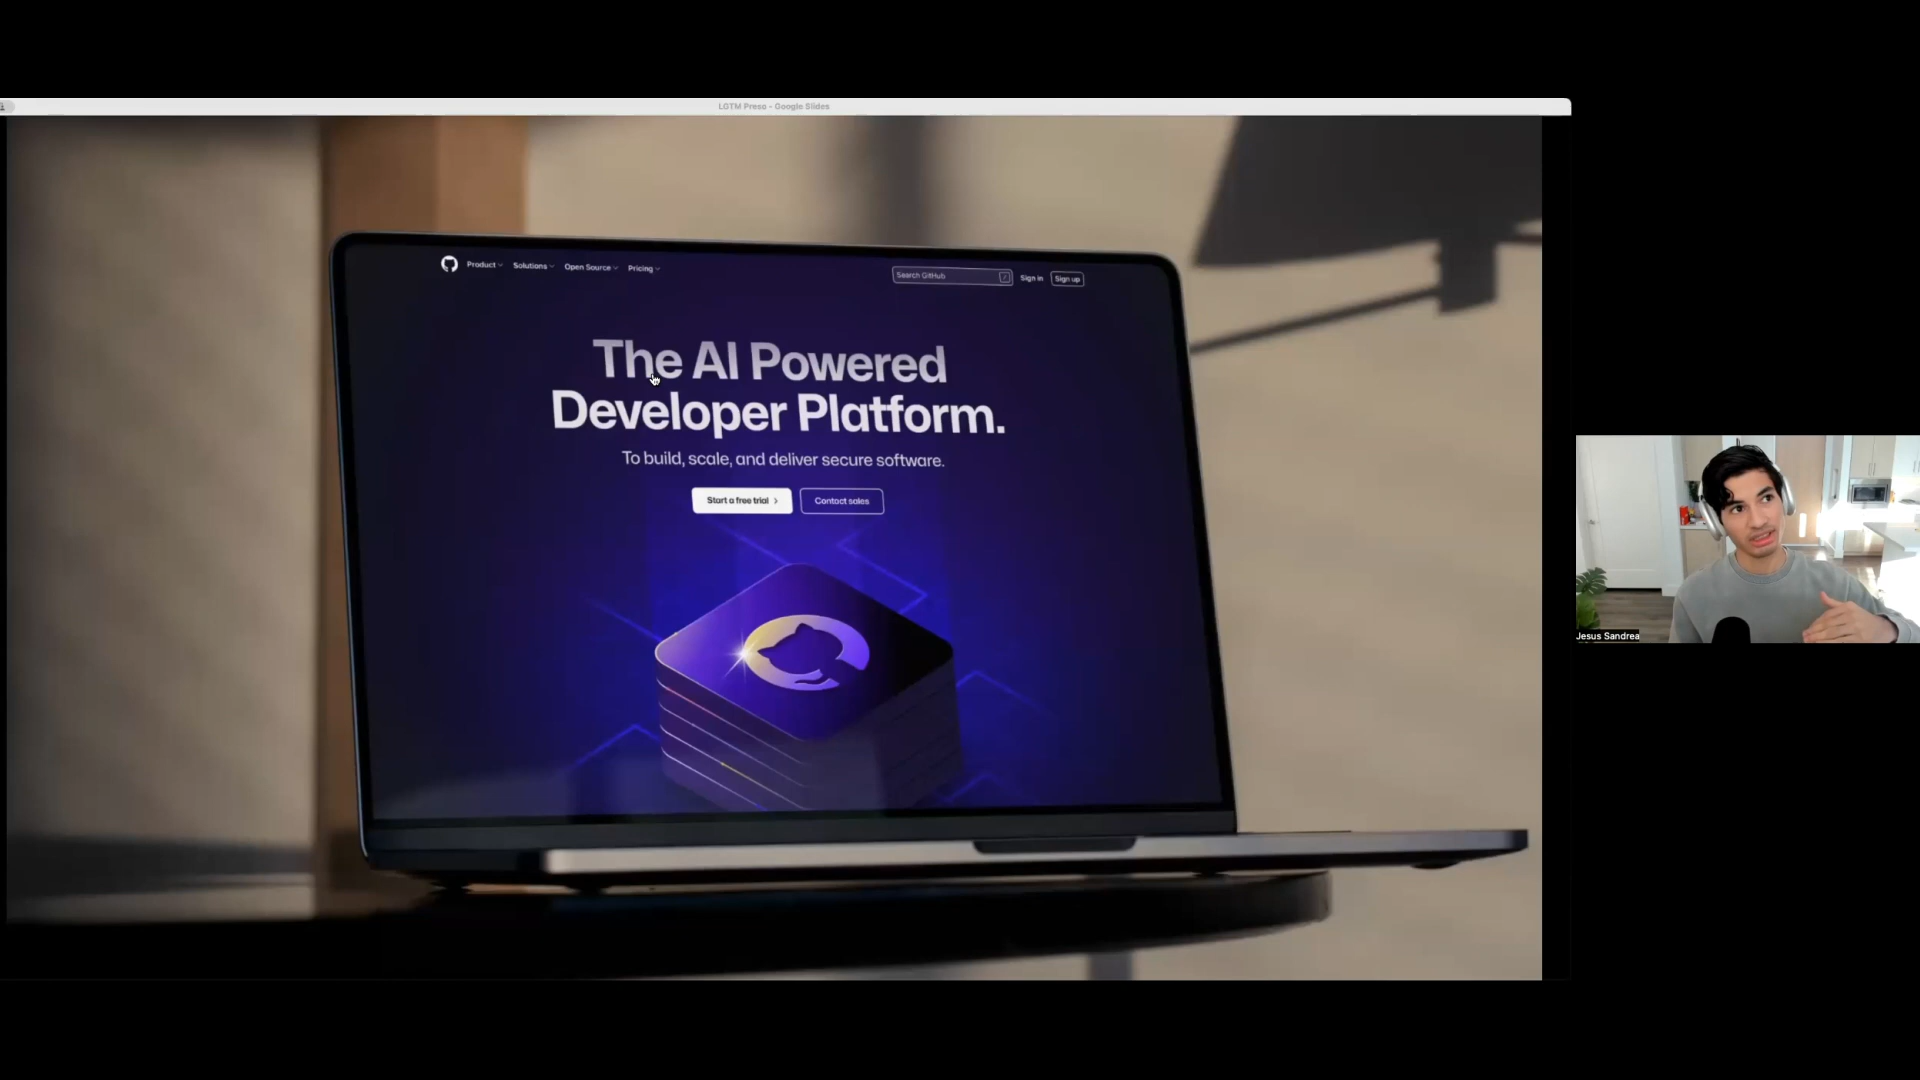 LGTM Preso - Google Slides
Product Solutions Open Source Pricing
Search GitHub / Sign in Sign up
The AI Powered
Developer Platform.
To build, scale, and deliver secure software.
Start a free trial > Contact sales
Jesus Sandrea